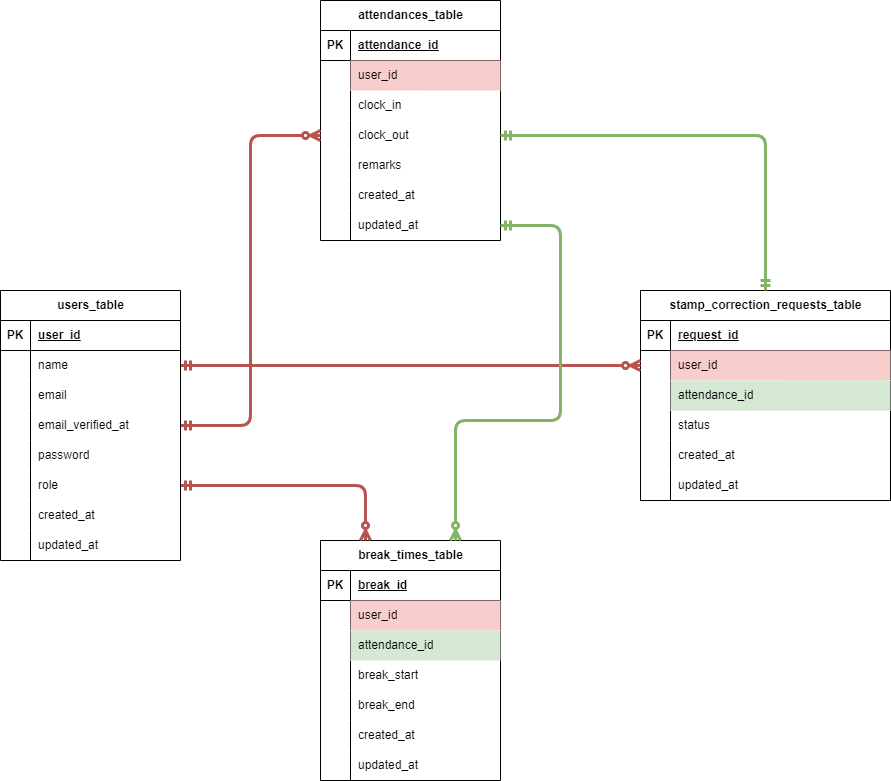 attendances_table
PK attendance_id
user_id
clock_in
clock_out
remarks
created_at
updated_at
users_table
PK user_id
name
email
email_verified_at
password
role
created_at
updated_at
stamp_correction_requests_table
PK request_id
user_id
attendance_id
status
created_at
updated_at
break_times_table
PK break_id
user_id
attendance_id
break_start
break_end
created_at
updated_at